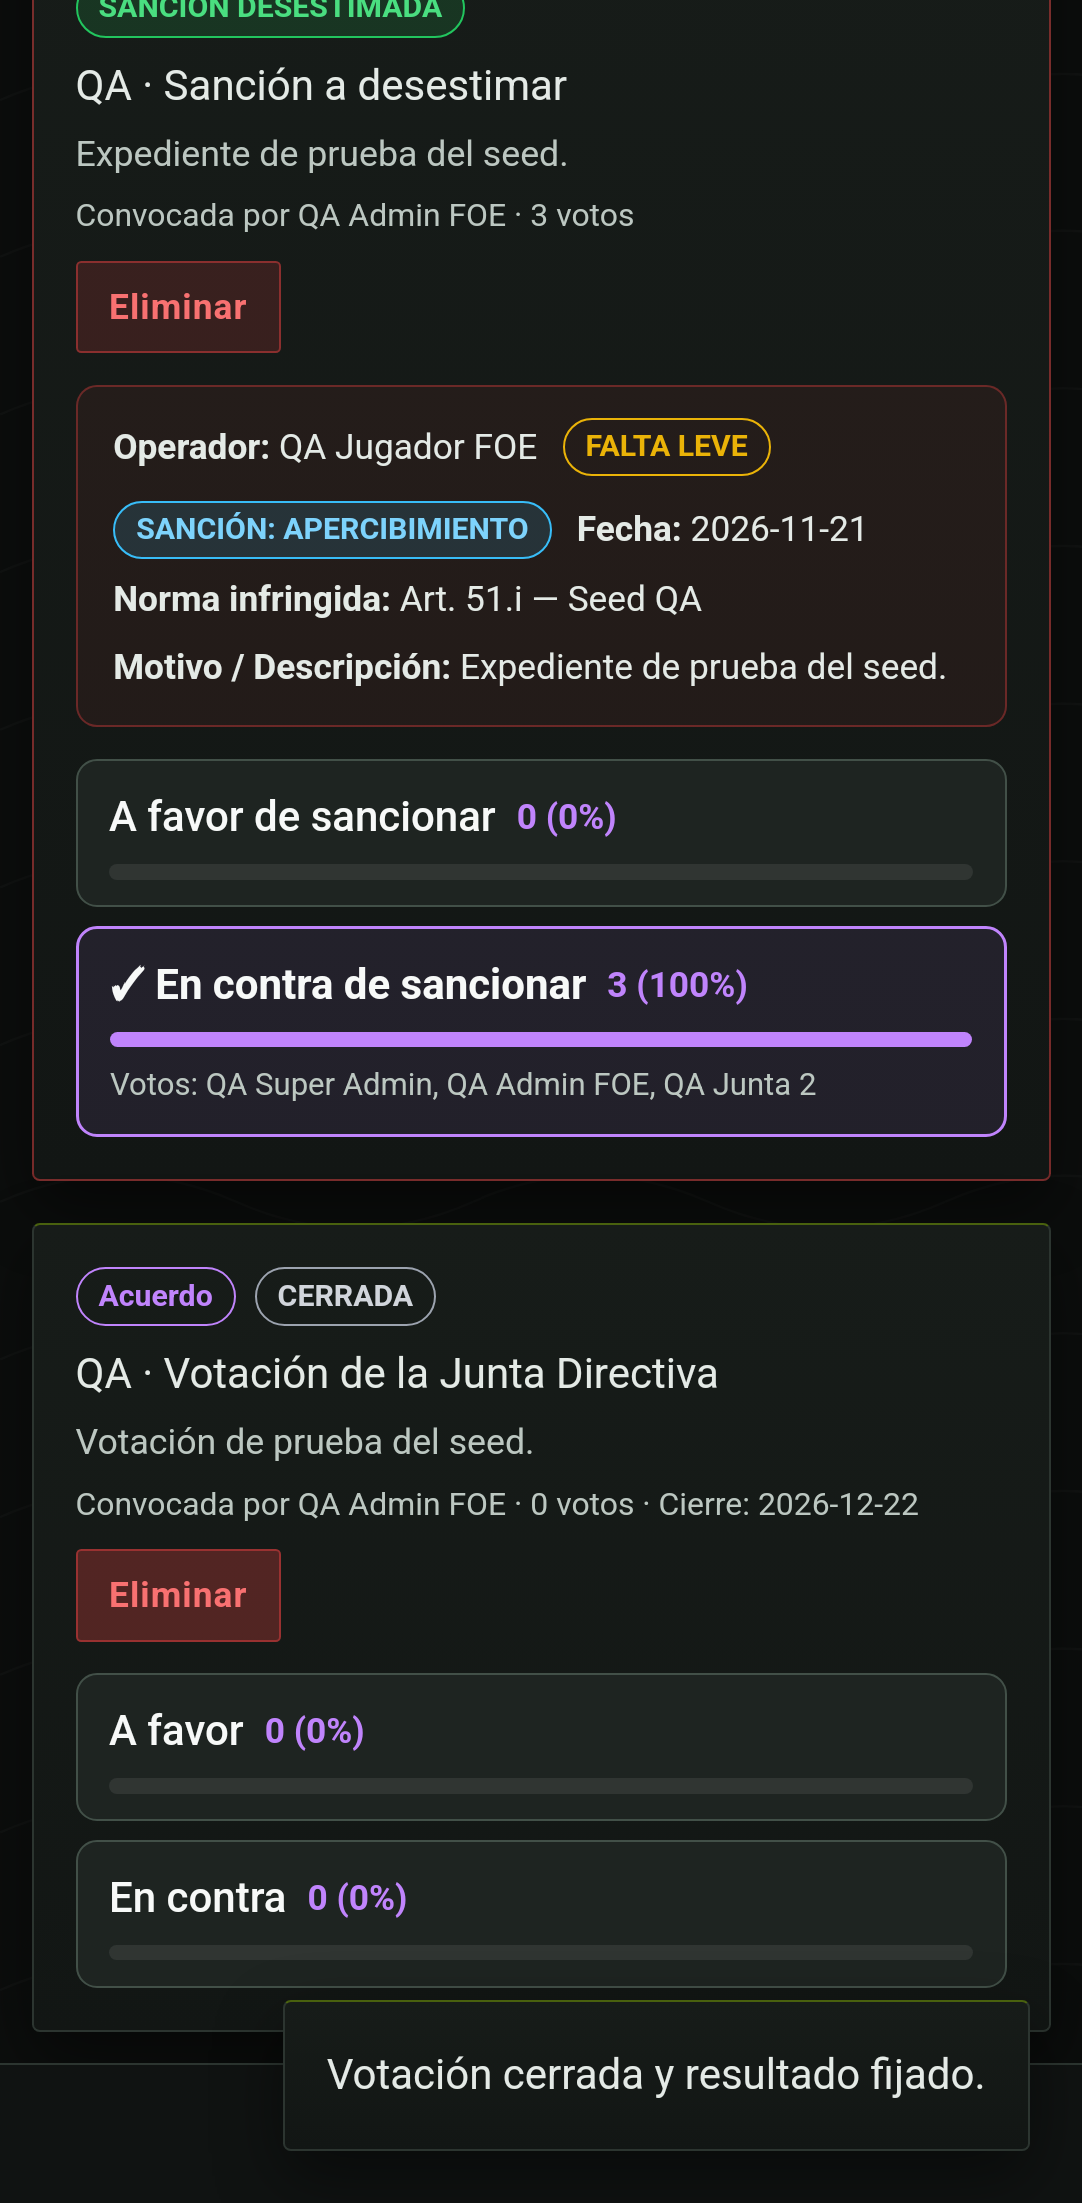 SANCIÓN DESESTIMADA
QA · Sanción a desestimar
Expediente de prueba del seed.
Convocada por QA Admin FOE · 3 votos
Eliminar
Operador: QA Jugador FOE FALTA LEVE
SANCIÓN: APERCIBIMIENTO Fecha: 2026-11-21
Norma infringida: Art. 51.i — Seed QA
Motivo / Descripción: Expediente de prueba del seed.
A favor de sancionar 0 (0%)
✓ En contra de sancionar 3 (100%)
Votos: QA Super Admin, QA Admin FOE, QA Junta 2
Acuerdo CERRADA
QA · Votación de la Junta Directiva
Votación de prueba del seed.
Convocada por QA Admin FOE · 0 votos · Cierre: 2026-12-22
Eliminar
A favor 0 (0%)
En contra 0 (0%)
Votación cerrada y resultado fijado.